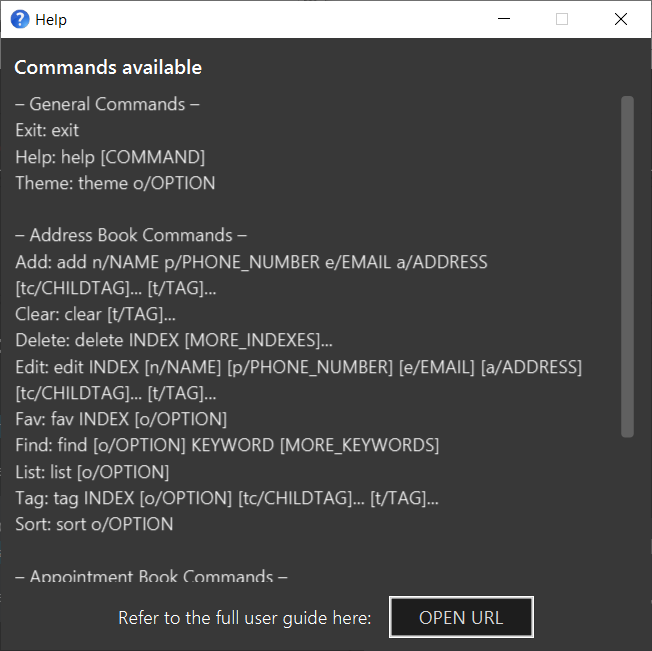 Help
Commands available
– General Commands –
Exit: exit
Help: help [COMMAND]
Theme: theme o/OPTION
– Address Book Commands –
Add: add n/NAME p/PHONE_NUMBER e/EMAIL a/ADDRESS
[tc/CHILDTAG]... [t/TAG]...
Clear: clear [t/TAG]...
Delete: delete INDEX [MORE_INDEXES]...
Edit: edit INDEX [n/NAME] [p/PHONE_NUMBER] [e/EMAIL] [a/ADDRESS]
[tc/CHILDTAG]... [t/TAG]...
Fav: fav INDEX [o/OPTION]
Find: find [o/OPTION] KEYWORD [MORE_KEYWORDS]
List: list [o/OPTION]
Tag: tag INDEX [o/OPTION] [tc/CHILDTAG]... [t/TAG]...
Sort: sort o/OPTION
– Appointment Book Commands –
Refer to the full user guide here:
OPEN URL